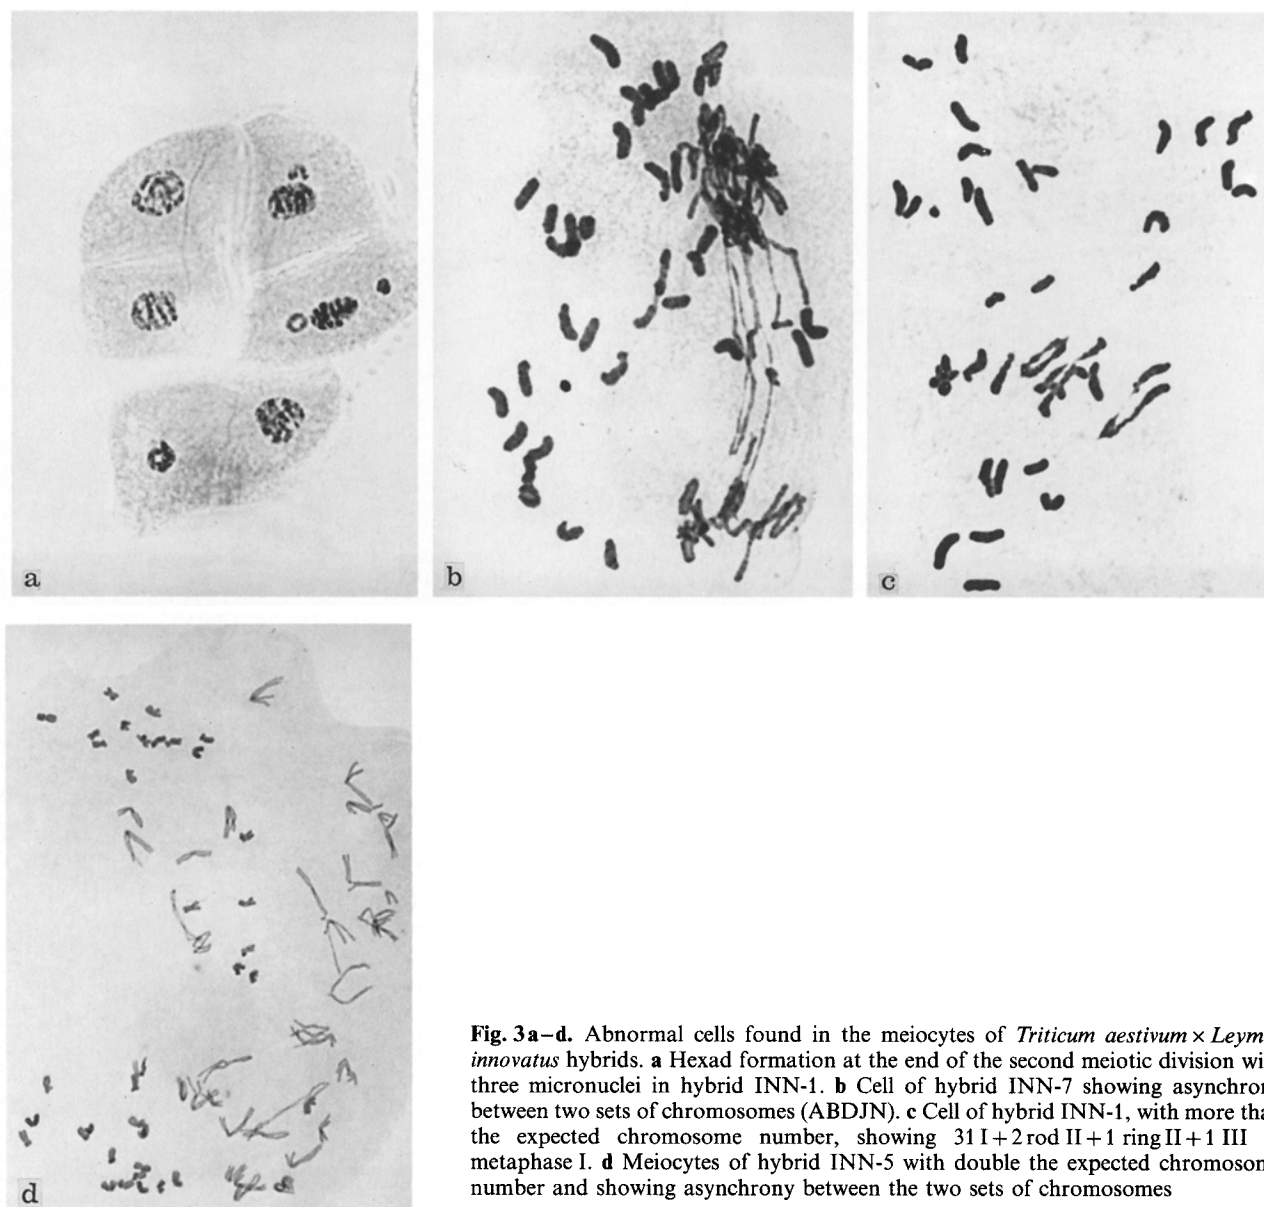 a
b
c
d
Fig. 3a–d. Abnormal cells found in the meiocytes of Triticum aestivum × Leym
innovatus hybrids. a Hexad formation at the end of the second meiotic division wi
three micronuclei in hybrid INN-1. b Cell of hybrid INN-7 showing asynchron
between two sets of chromosomes (ABDJN). c Cell of hybrid INN-1, with more tha
the expected chromosome number, showing 31 I + 2 rod II + 1 ring II + 1 III
metaphase I. d Meiocytes of hybrid INN-5 with double the expected chromoson
number and showing asynchrony between the two sets of chromosomes